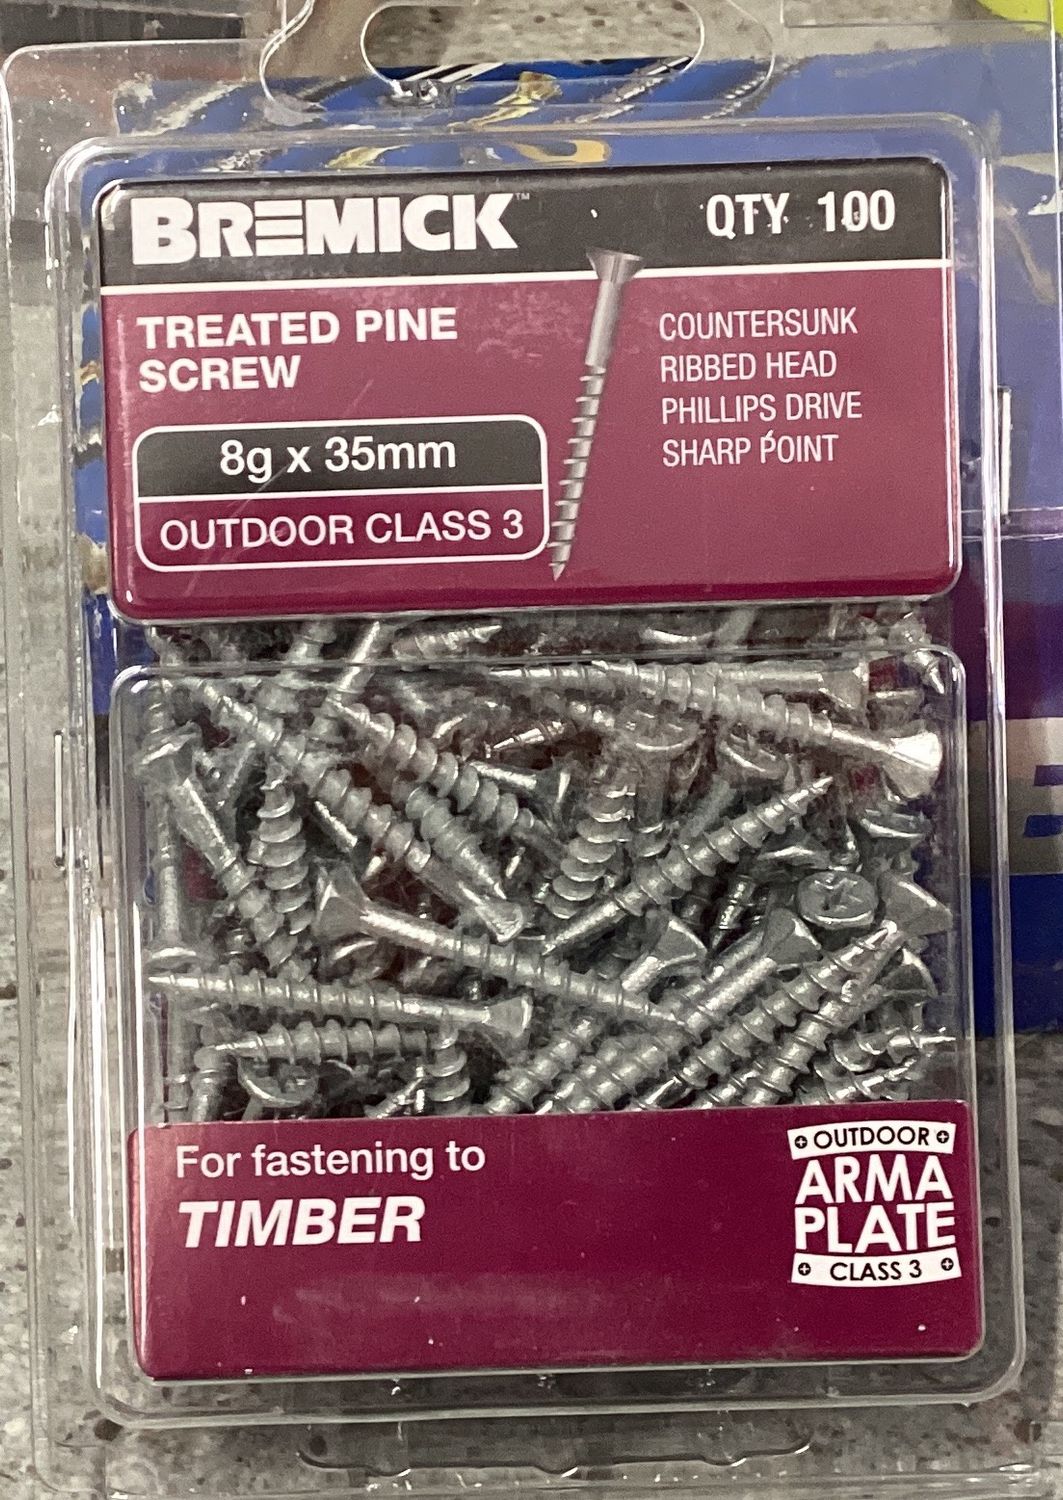 BREMICK™
QTY 100
TREATED PINE
SCREW
8g x 35mm
OUTDOOR CLASS 3
COUNTERSUNK
RIBBED HEAD
PHILLIPS DRIVE
SHARP POINT
For fastening to
TIMBER
OUTDOOR
ARMA
PLATE
CLASS 3